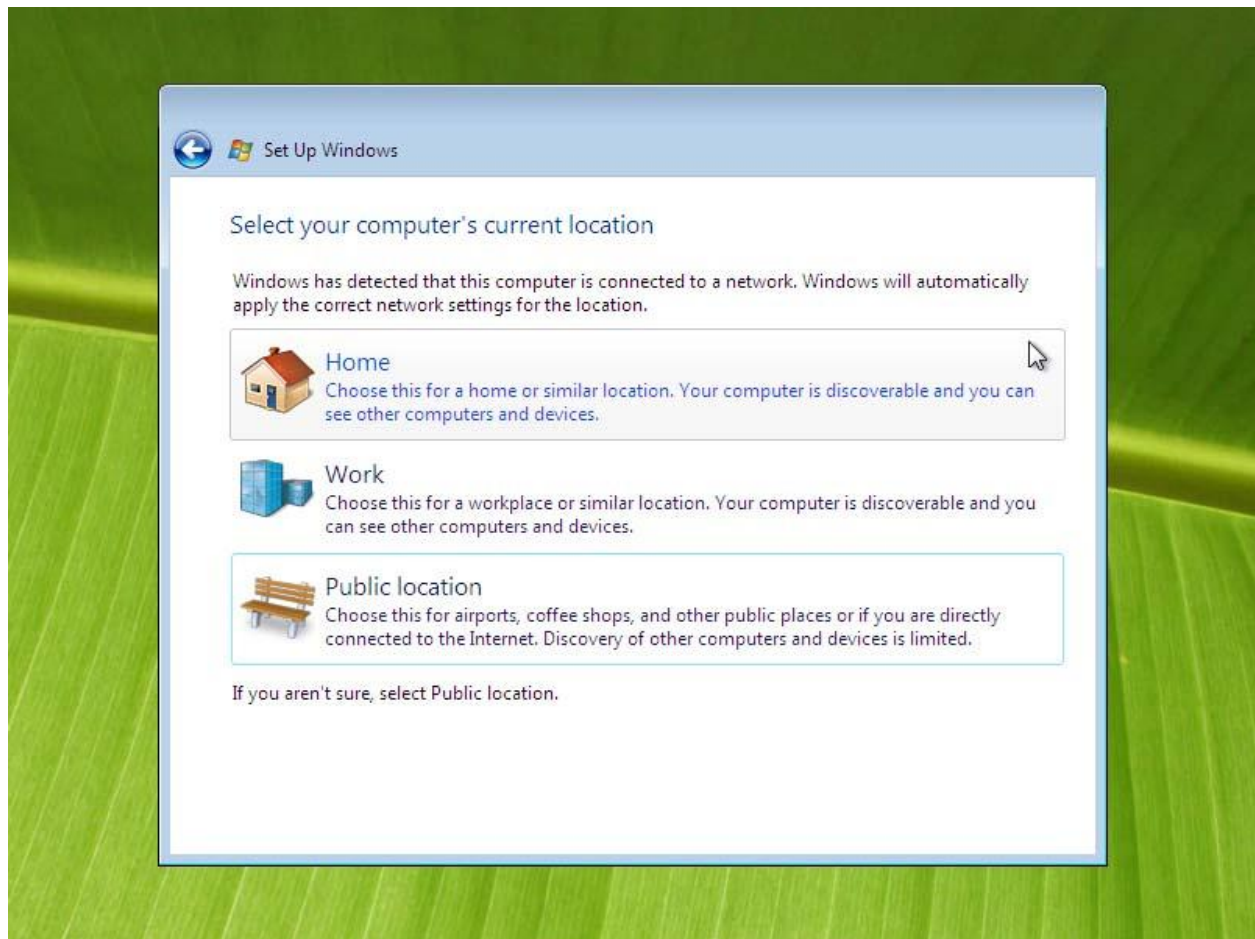 Set Up Windows
Select your computer's current location
Windows has detected that this computer is connected to a network. Windows will automatically
apply the correct network settings for the location.
Home
Choose this for a home or similar location. Your computer is discoverable and you can
see other computers and devices.
Work
Choose this for a workplace or similar location. Your computer is discoverable and you
can see other computers and devices.
Public location
Choose this for airports, coffee shops, and other public places or if you are directly
connected to the Internet. Discovery of other computers and devices is limited.
If you aren't sure, select Public location.